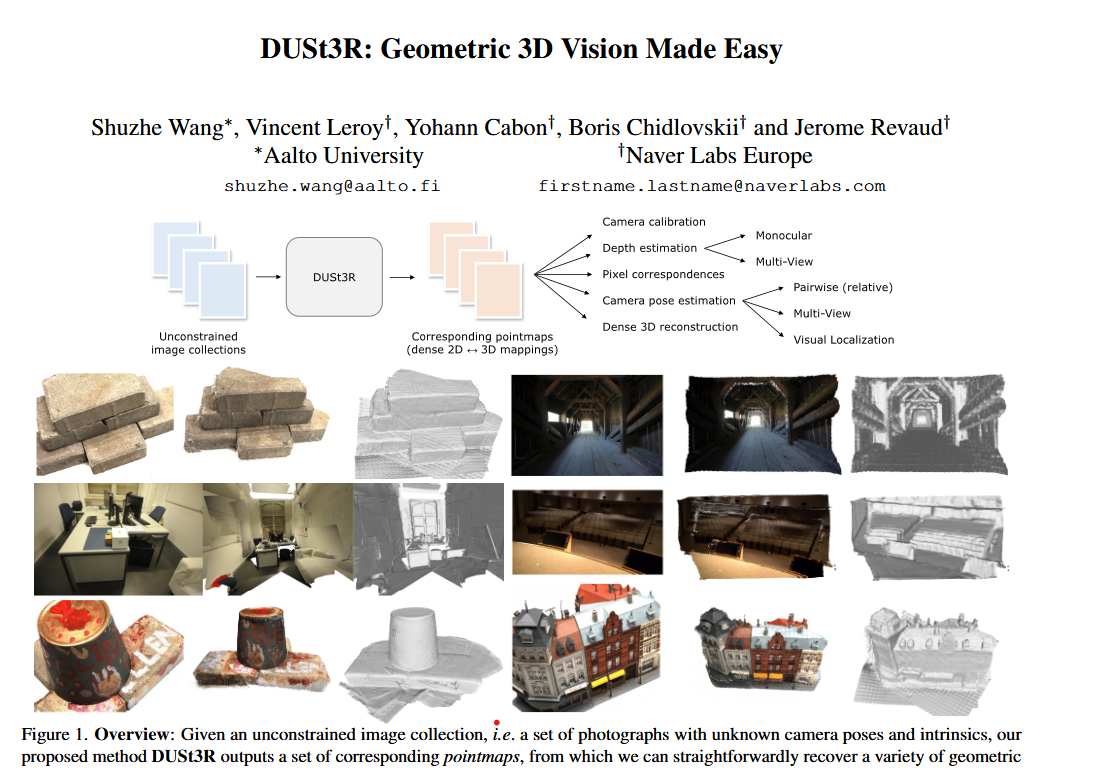 DUSt3R: Geometric 3D Vision Made Easy
Shuzhe Wang*, Vincent Leroy†, Yohann Cabon†, Boris Chidlovskii† and Jerome Revaud†
*Aalto University
†Naver Labs Europe
shuzhe.wang@aalto.fi
firstname.lastname@naverlabs.com
DUSt3R
Unconstrained
image collections
Corresponding pointmaps
(dense 2D ↔ 3D mappings)
Camera calibration
Depth estimation
Monocular
Multi-View
Pixel correspondences
Camera pose estimation
Pairwise (relative)
Multi-View
Visual Localization
Dense 3D reconstruction
Figure 1. Overview: Given an unconstrained image collection, i.e. a set of photographs with unknown camera poses and intrinsics, our
proposed method DUSt3R outputs a set of corresponding pointmaps, from which we can straightforwardly recover a variety of geometric